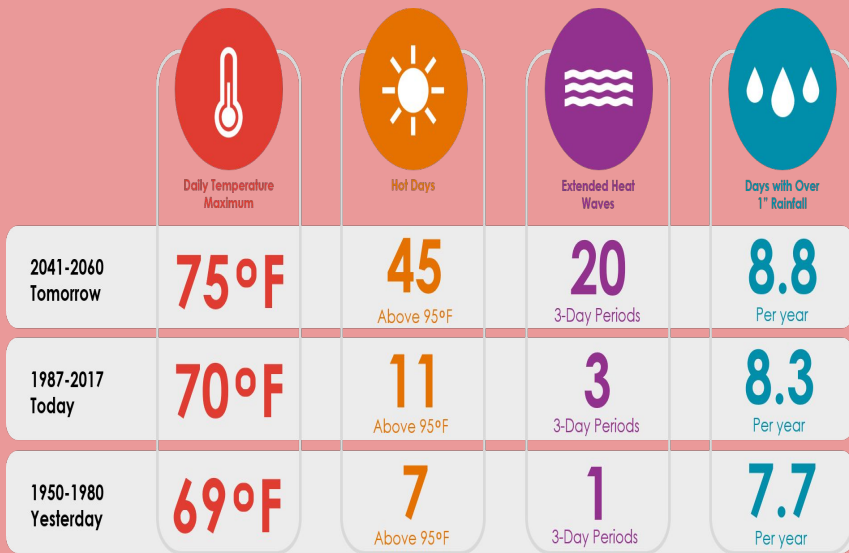 Daily Temperature
Maximum
Hot Days
Extended Heat
Waves
Days with Over
1" Rainfall
2041-2060
Tomorrow
75ºF
45
Above 95ºF
20
3-Day Periods
8.8
Per year
1987-2017
Today
70ºF
11
Above 95ºF
3
3-Day Periods
8.3
Per year
1950-1980
Yesterday
69ºF
7
Above 95ºF
1
3-Day Periods
7.7
Per year